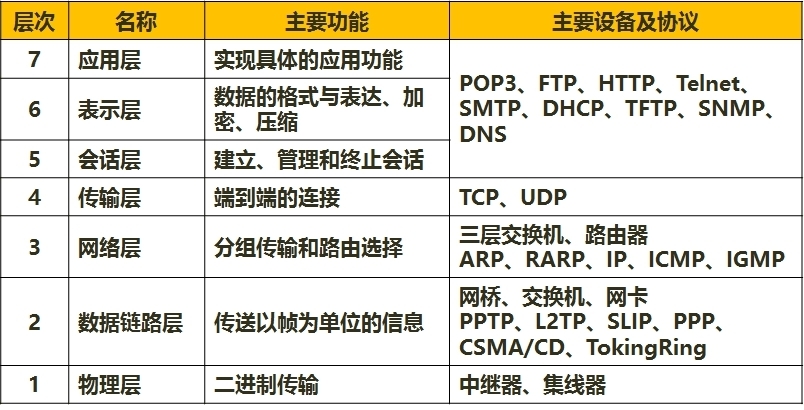 层次 名称 主要功能 主要设备及协议
7 应用层 实现具体的应用功能
POP3、FTP、HTTP、Telnet、
SMTP、DHCP、TFTP、SNMP、
DNS
6 表示层 数据的格式与表达、加
密、压缩
5 会话层 建立、管理和终止会话
4 传输层 端到端的连接 TCP、UDP
3 网络层 分组传输和路由选择 三层交换机、路由器
ARP、RARP、IP、ICMP、IGMP
2 数据链路层 传送以帧为单位的信息 网桥、交换机、网卡
PPTP、L2TP、SLIP、PPP、
CSMA/CD、TokingRing
1 物理层 二进制传输 中继器、集线器